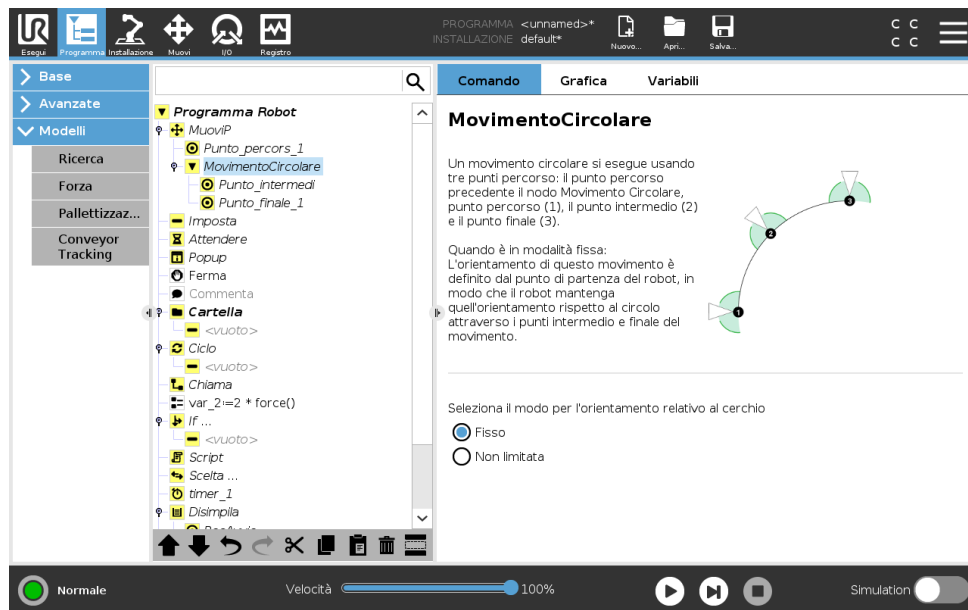 PROGRAMMA <unnamed>*
INSTALLAZIONE default*
Esegui
Programma
Installazione
Muovi
I/O
Registro
Nuovo...
Apri...
Salva...
C C
C C
Base
Avanzate
Modelli
Ricerca
Forza
Pallettizzaz...
Conveyor
Tracking
Programma Robot
MuoviP
Punto_percors_1
MovimentoCircolare
Punto_intermedi
Punto_finale_1
Imposta
Attendere
Popup
Ferma
Commenta
Cartella
<vuoto>
Ciclo
<vuoto>
Chiama
var_2≔2 * force()
If ...
<vuoto>
Script
Scelta ...
timer_1
Disimpila
Comando
Grafica
Variabili
MovimentoCircolare
Un movimento circolare si esegue usando
tre punti percorso: il punto percorso
precedente il nodo Movimento Circolare,
punto percorso (1), il punto intermedio (2)
e il punto finale (3).
Quando è in modalità fissa:
L'orientamento di questo movimento è
definito dal punto di partenza del robot, in
modo che il robot mantenga
quell'orientamento rispetto al circolo
attraverso i punti intermedio e finale del
movimento.
1
2
3
Seleziona il modo per l'orientamento relativo al cerchio
Fisso
Non limitata
Normale
Velocità
100%
Simulation